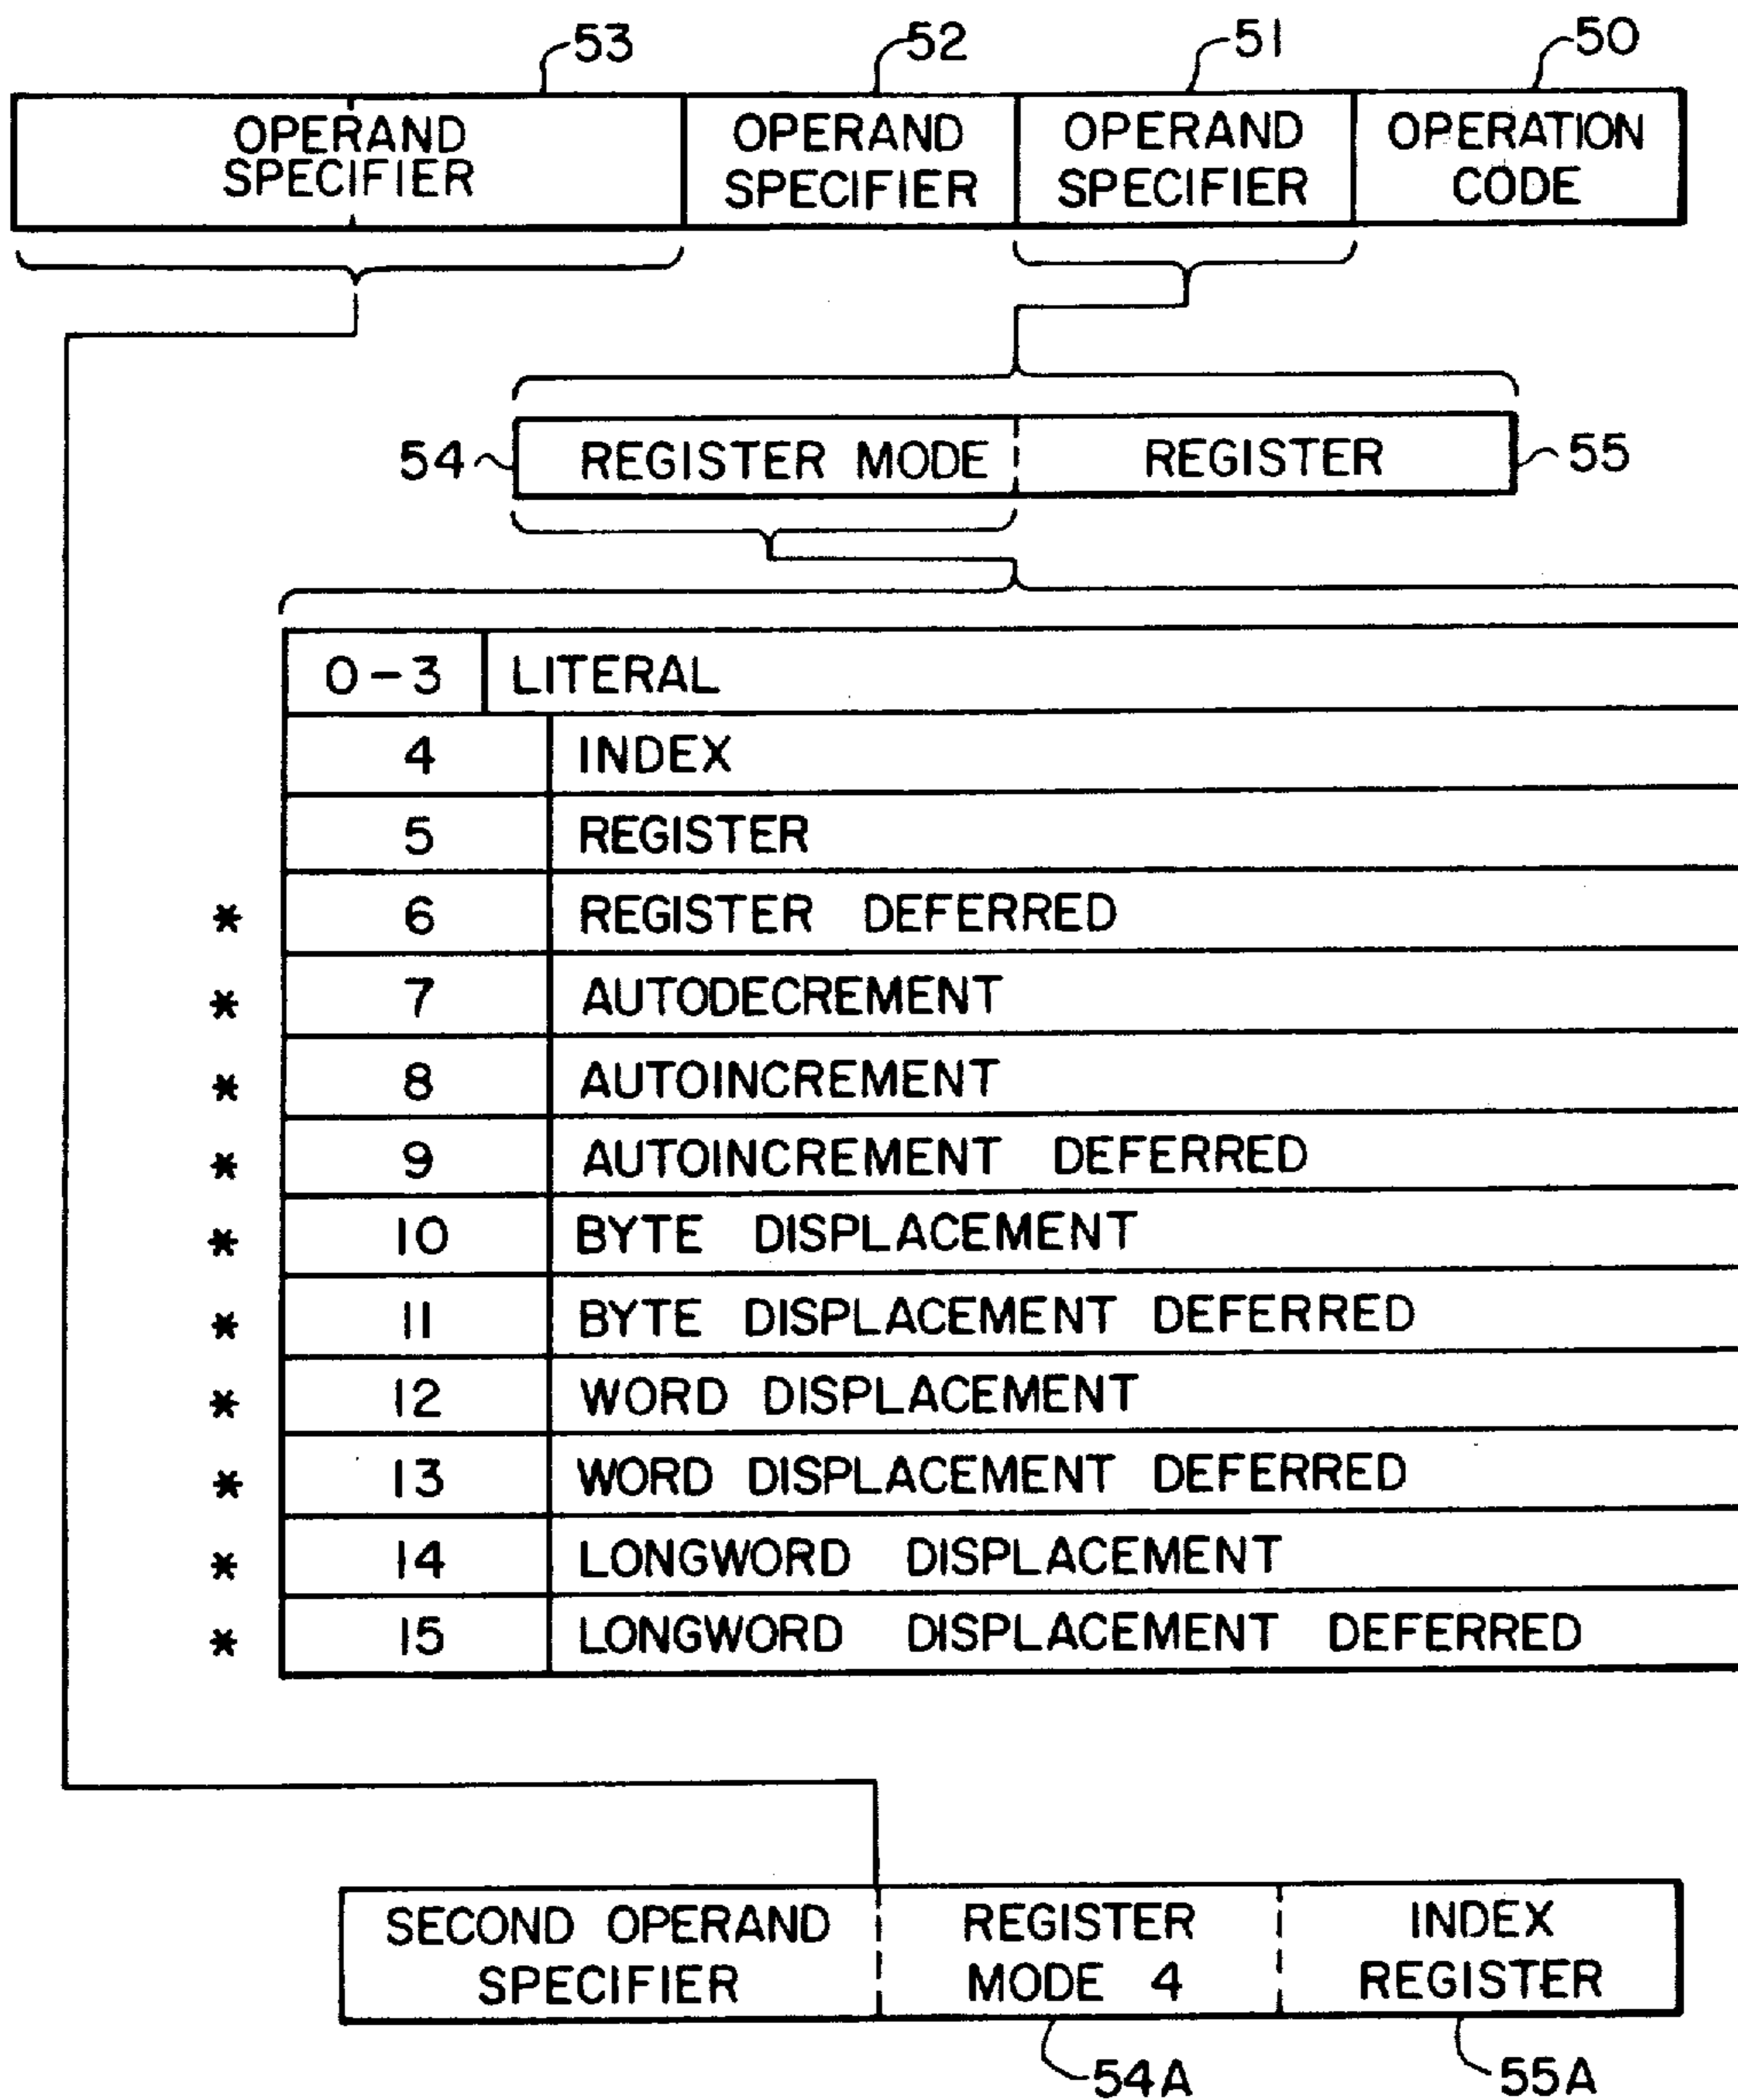 53 52 51 50
OPERAND SPECIFIER OPERAND SPECIFIER OPERAND SPECIFIER OPERATION CODE
54 REGISTER MODE REGISTER 55
0-3 LITERAL
4 INDEX
5 REGISTER
* 6 REGISTER DEFERRED
* 7 AUTODECREMENT
* 8 AUTOINCREMENT
* 9 AUTOINCREMENT DEFERRED
* 10 BYTE DISPLACEMENT
* 11 BYTE DISPLACEMENT DEFERRED
* 12 WORD DISPLACEMENT
* 13 WORD DISPLACEMENT DEFERRED
* 14 LONGWORD DISPLACEMENT
* 15 LONGWORD DISPLACEMENT DEFERRED
SECOND OPERAND SPECIFIER REGISTER MODE 4 INDEX REGISTER
54A 55A